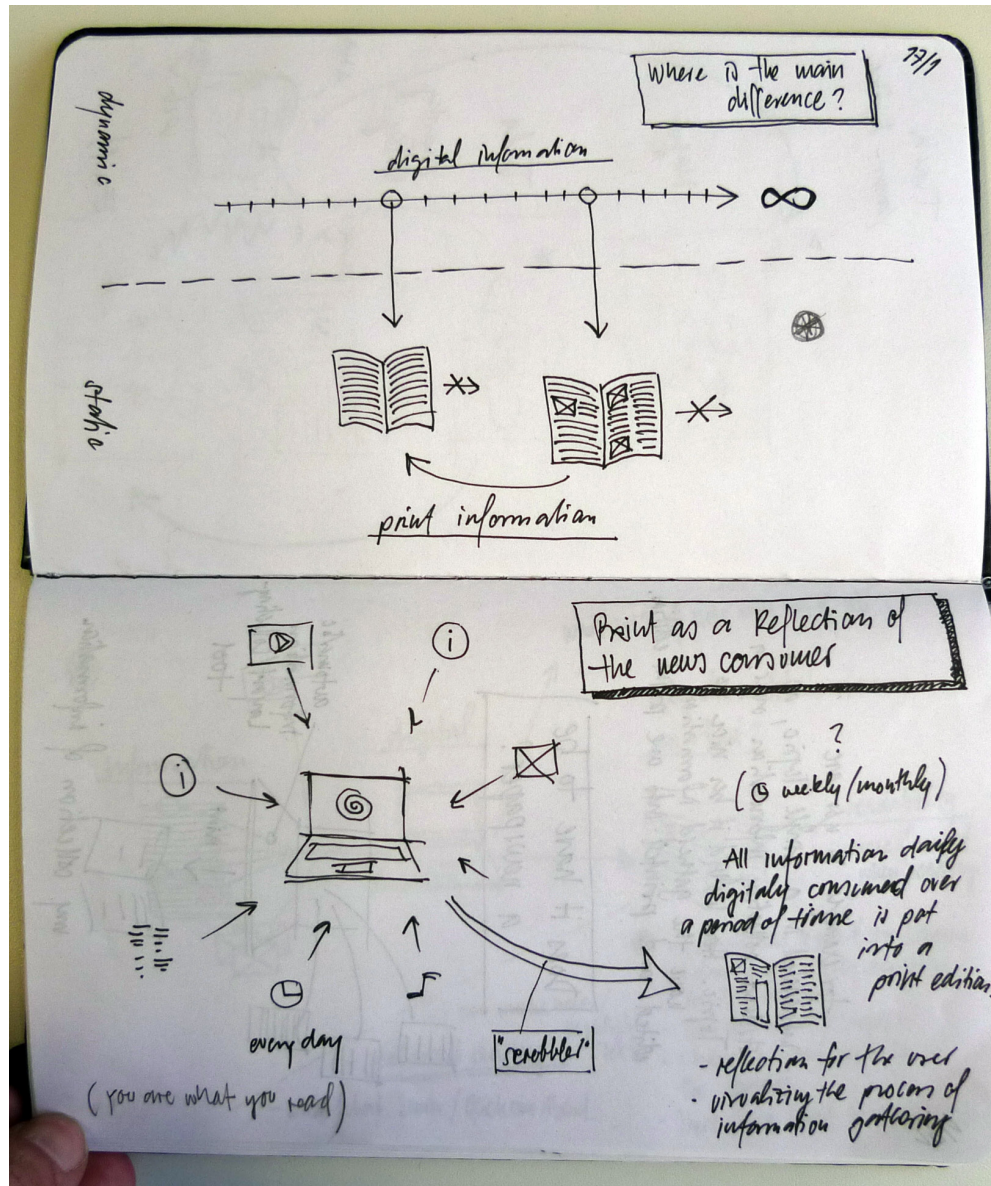 17/1
Where is the main
difference?
dynamic
digital information
∞
static
print information
Print as a Reflection of
the news consumer
i
i
?
(weekly/monthly)
All information daily
digitaly consumed over
a period of time is put
into a
print edition
every day
"scrobbler"
(you are what you read)
- reflection for the user
- visualizing the process of
information gathering